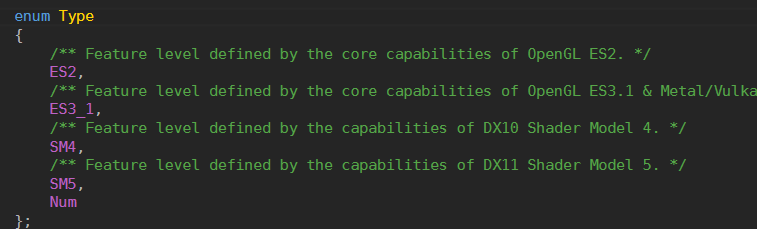 enum Type
{
/** Feature level defined by the core capabilities of OpenGL ES2. */
ES2,
/** Feature level defined by the core capabilities of OpenGL ES3.1 & Metal/Vulka
ES3_1,
/** Feature level defined by the capabilities of DX10 Shader Model 4. */
SM4,
/** Feature level defined by the capabilities of DX11 Shader Model 5. */
SM5,
Num
};